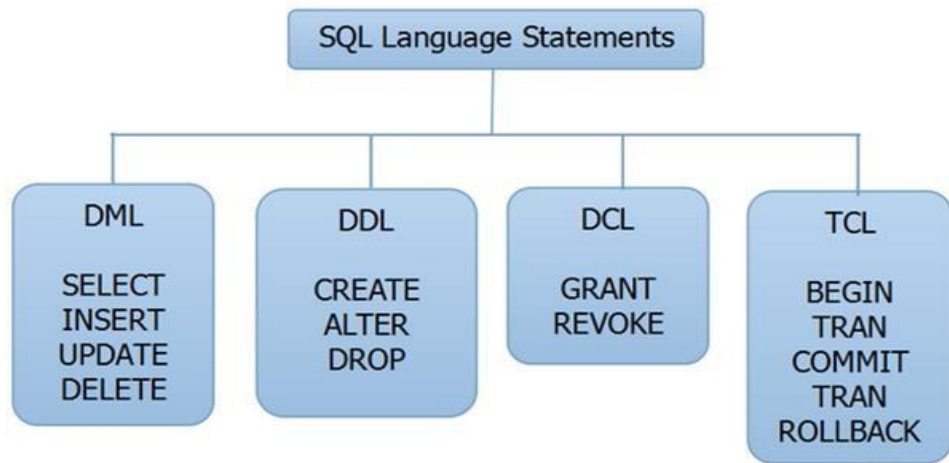 SQL Language Statements
DML
SELECT
INSERT
UPDATE
DELETE
DDL
CREATE
ALTER
DROP
DCL
GRANT
REVOKE
TCL
BEGIN
TRAN
COMMIT
TRAN
ROLLBACK